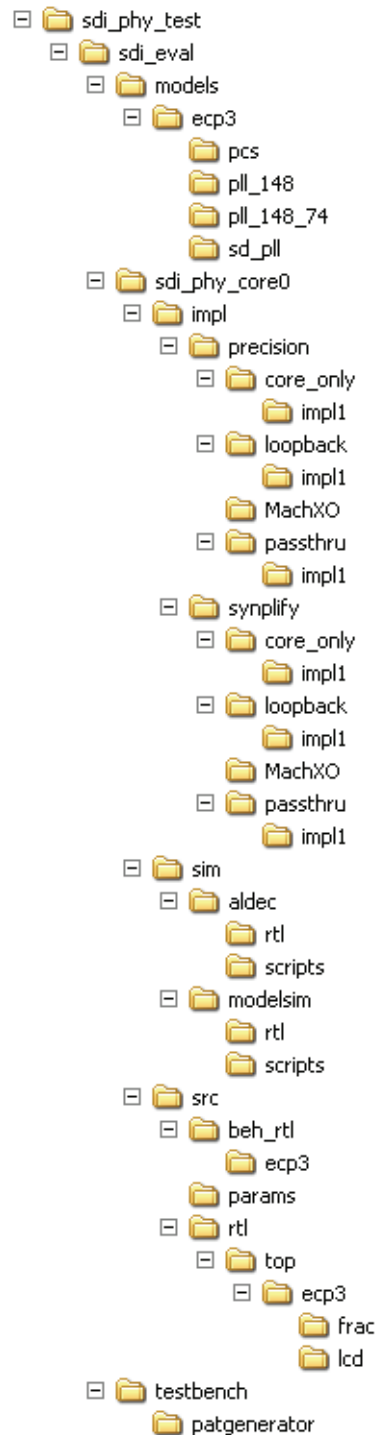 sdi_phy_test
sdi_eval
models
ecp3
pcs
pll_148
pll_148_74
sd_pll
sdi_phy_core0
impl
precision
core_only
impl1
loopback
impl1
MachXO
passthru
impl1
synplify
core_only
impl1
loopback
impl1
MachXO
passthru
impl1
sim
aldec
rtl
scripts
modelsim
rtl
scripts
src
beh_rtl
ecp3
params
rtl
top
ecp3
frac
lcd
testbench
patgenerator